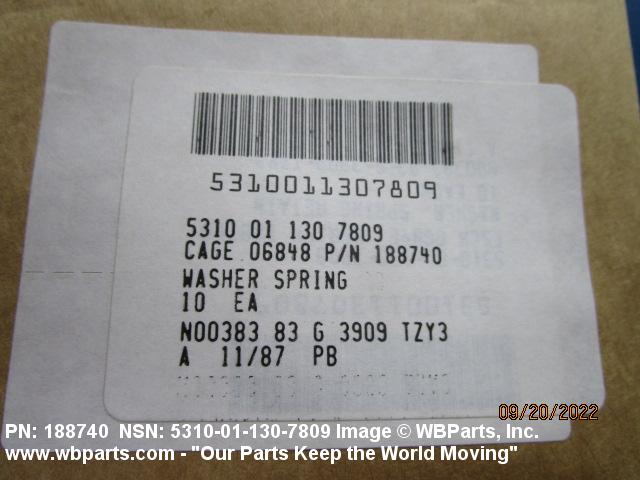 5310011307809
5310 01 130 7809
CAGE 06848 P/N 188740
WASHER SPRING
10 EA
N00383 83 G 3909 TZY3
A 11/87 PB
09/20/2022
PN: 188740 NSN: 5310-01-130-7809 Image © WBParts, Inc.
www.wbparts.com - "Our Parts Keep the World Moving"